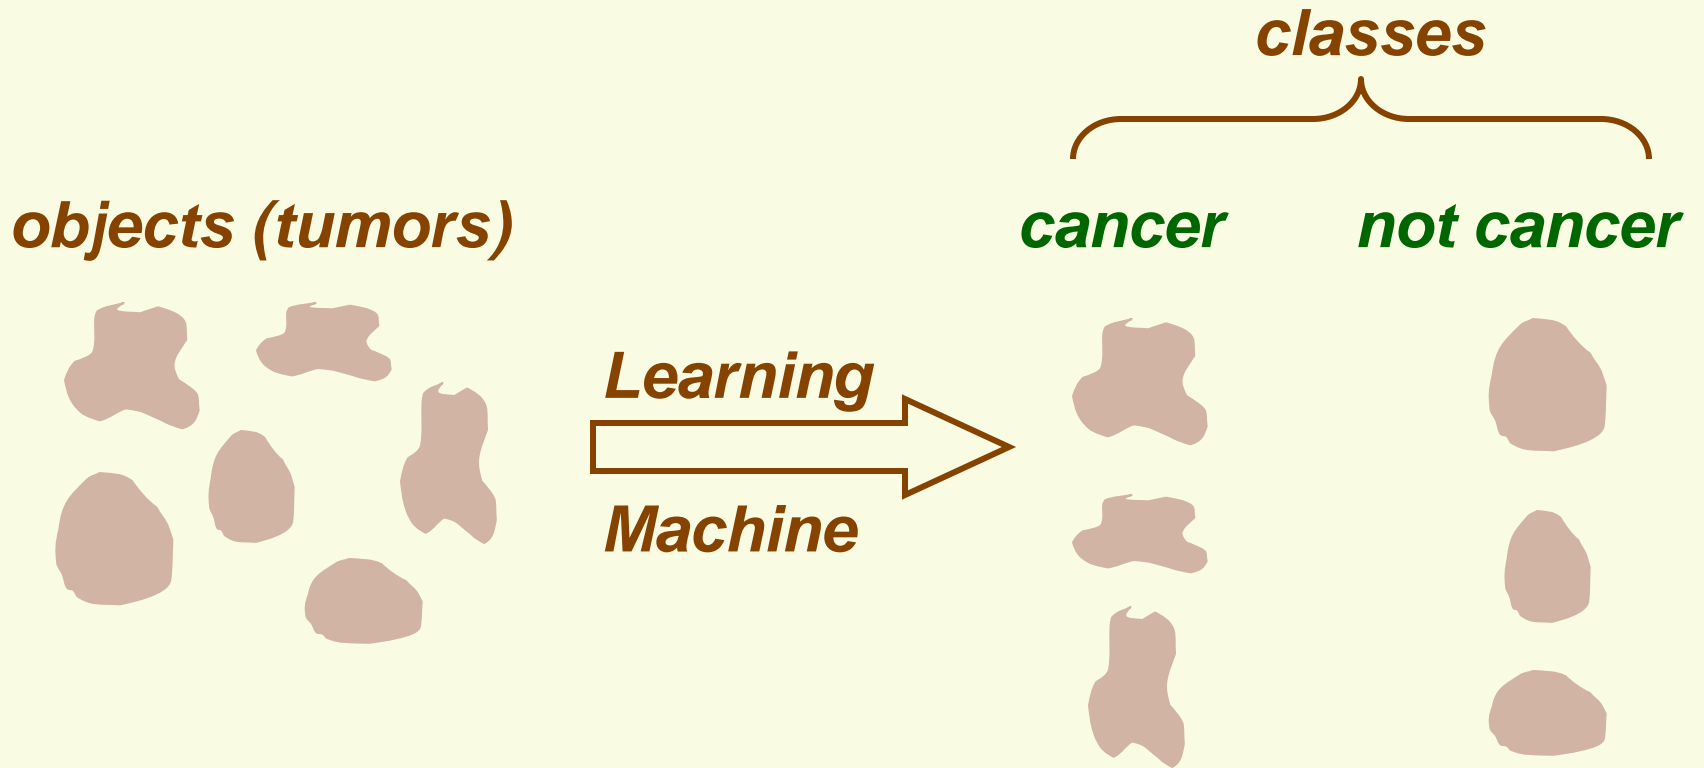 classes
objects (tumors)
cancer
not cancer
Learning
Machine